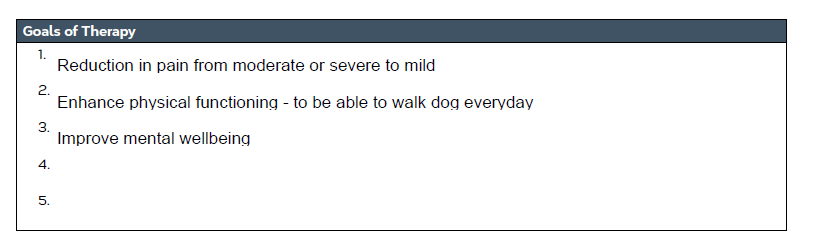 Goals of Therapy
1. Reduction in pain from moderate or severe to mild
2. Enhance physical functioning - to be able to walk dog everyday
3. Improve mental wellbeing
4.
5.